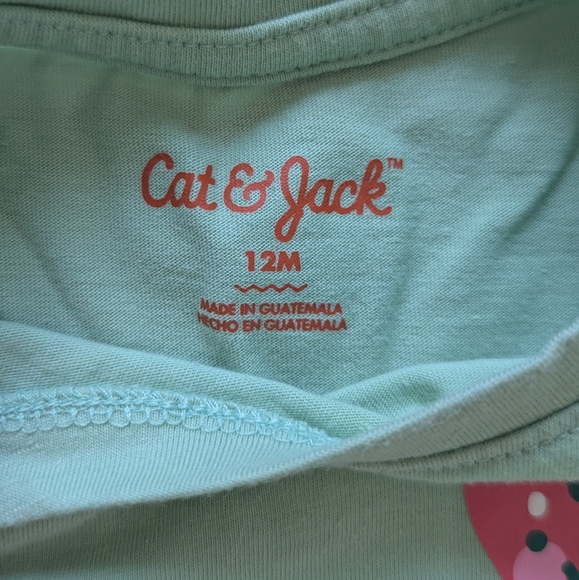 Cat & Jack™
12M
MADE IN GUATEMALA
HECHO EN GUATEMALA